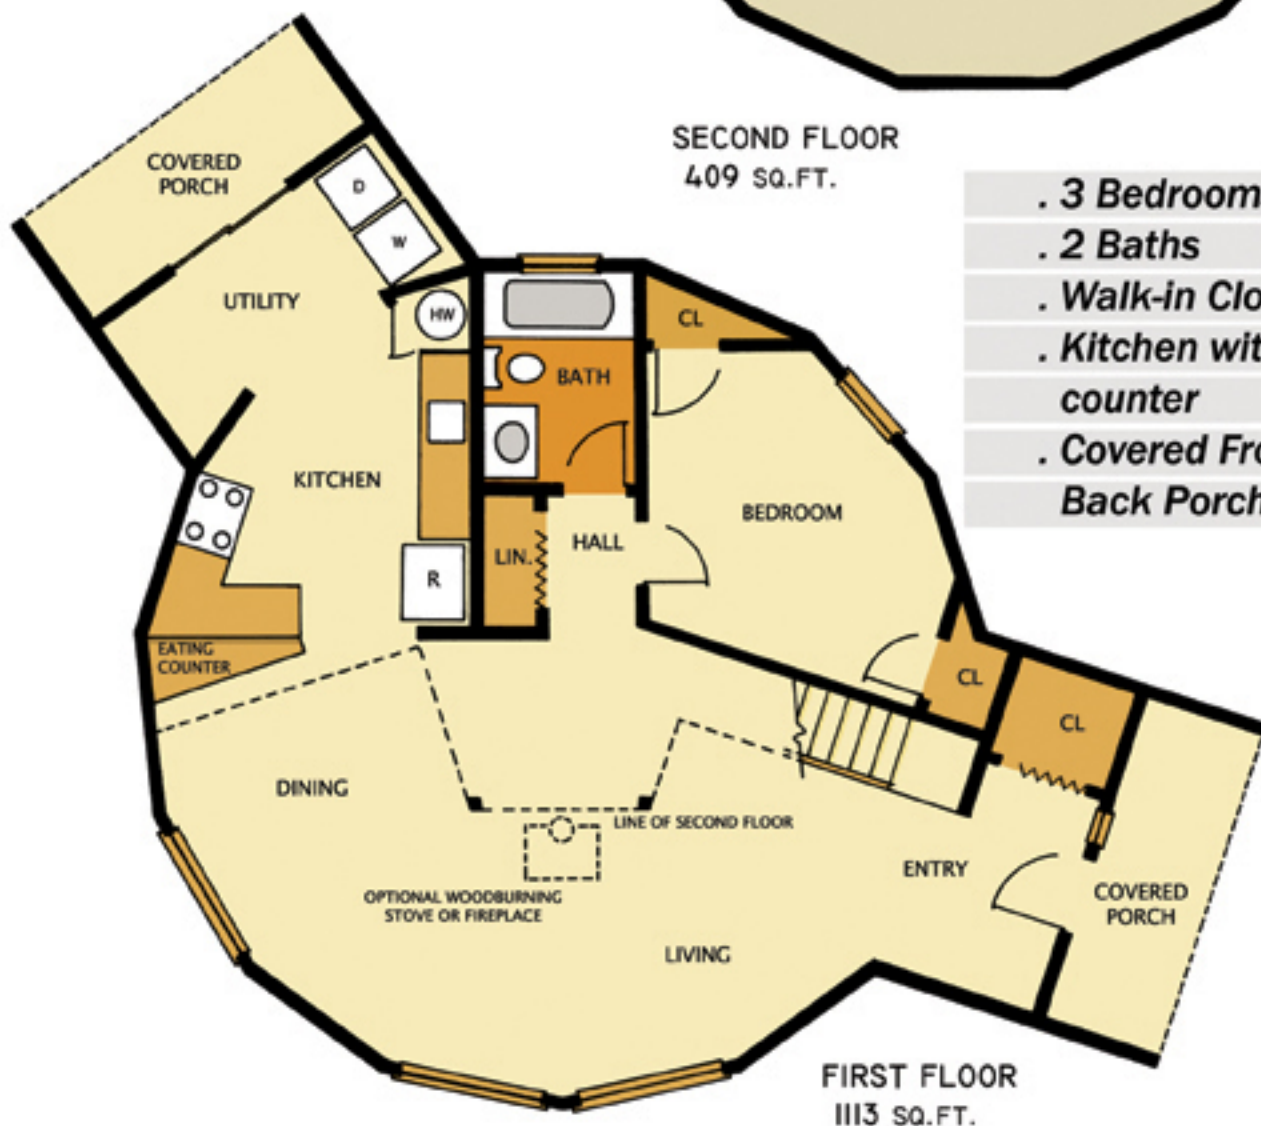 SECOND FLOOR
409 SQ.FT.
. 3 Bedroom
. 2 Baths
. Walk-in Clo
. Kitchen wit
counter
. Covered Fro
Back Porch
COVERED
PORCH
D
W
UTILITY
HW
CL
BATH
KITCHEN
BEDROOM
HALL
LIN.
R
EATING
COUNTER
CL
CL
DINING
LINE OF SECOND FLOOR
ENTRY
COVERED
PORCH
OPTIONAL WOODBURNING
STOVE OR FIREPLACE
LIVING
FIRST FLOOR
1113 SQ.FT.